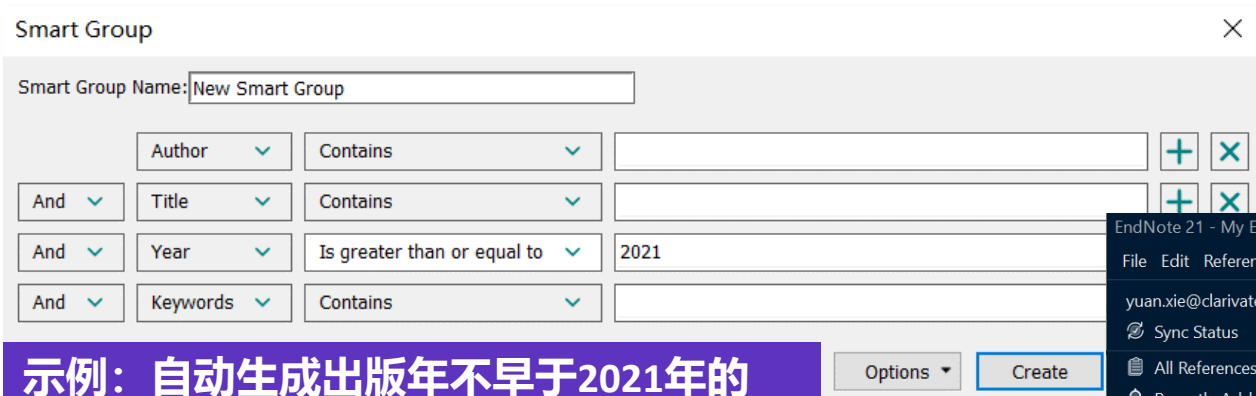 Smart Group
Smart Group Name: New Smart Group
Author Contains
And Title Contains
And Year Is greater than or equal to 2021
And Keywords Contains
Options Create
示例：自动生成出版年不早于2021年的
EndNote 21 - My E
File Edit Referen
yuan.xie@clarivate
Sync Status
All References